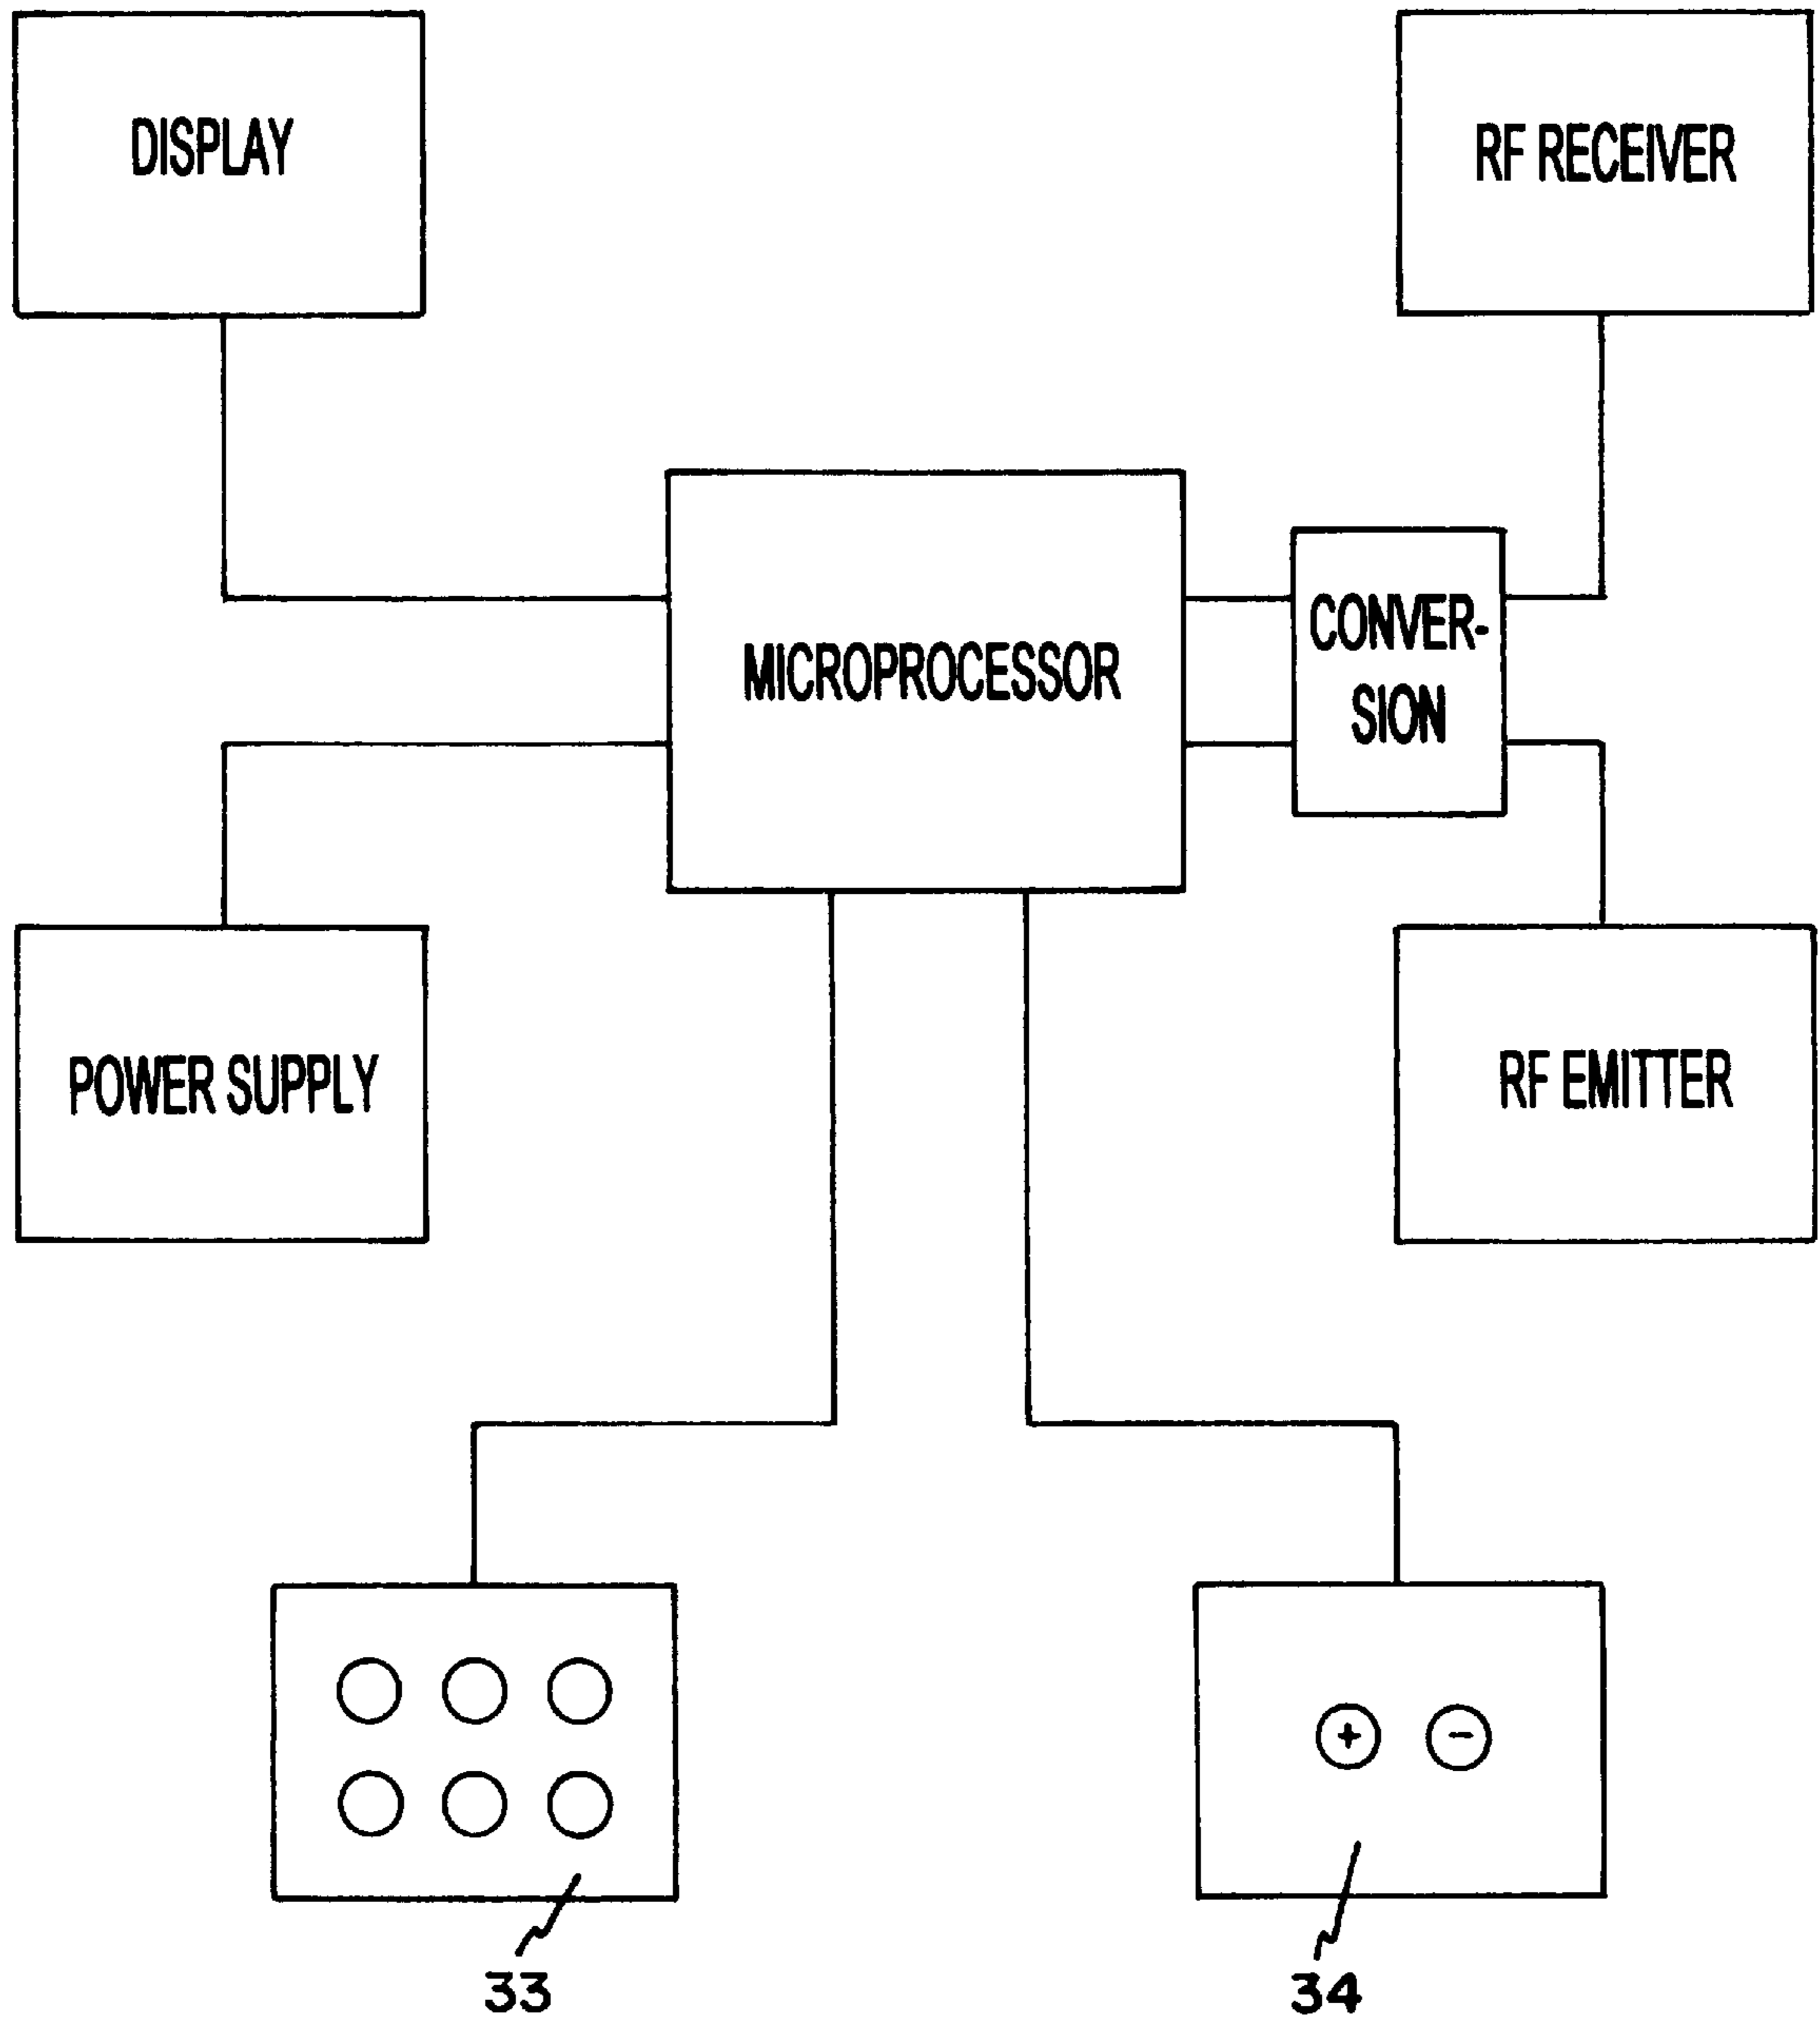 DISPLAY
RF RECEIVER
MICROPROCESSOR
CONVER-
SION
POWER SUPPLY
RF EMITTER
+ −
33
34